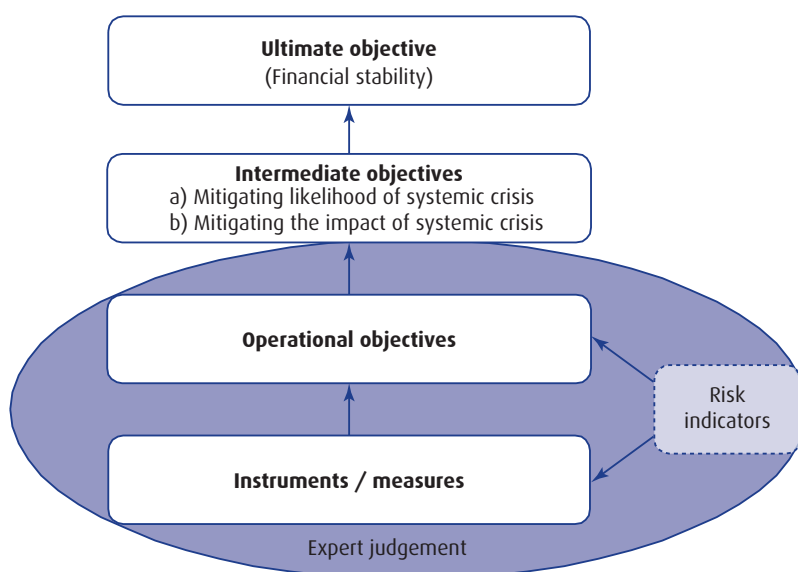 Ultimate objective
(Financial stability)
Intermediate objectives
a) Mitigating likelihood of systemic crisis
b) Mitigating the impact of systemic crisis
Operational objectives
Risk
indicators
Instruments / measures
Expert judgement